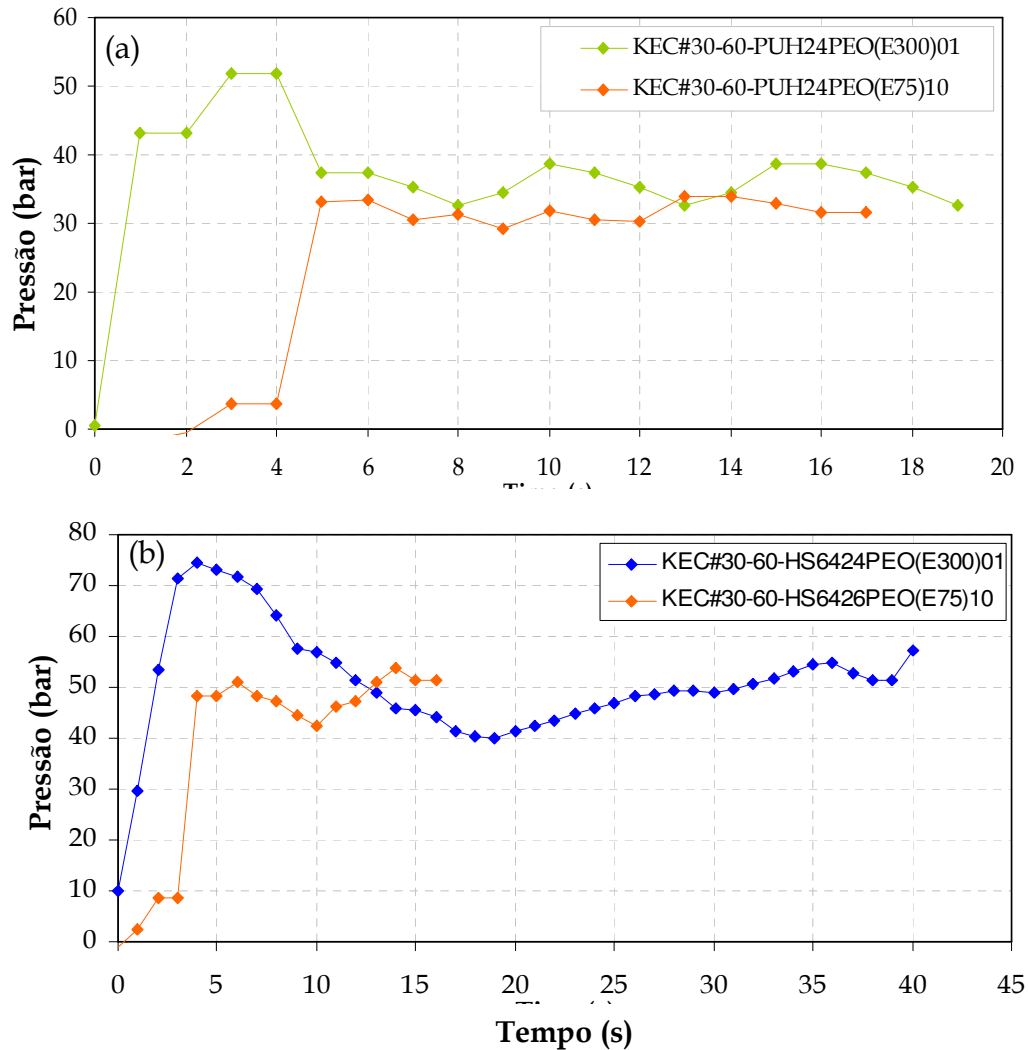 60
(a)
KEC#30-60-PUH24PEO(E300)01
KEC#30-60-PUH24PEO(E75)10
50
40
30
20
10
0
Pressão (bar)
0 2 4 6 8 10 12 14 16 18 20
80
(b)
KEC#30-60-HS6424PEO(E300)01
KEC#30-60-HS6426PEO(E75)10
70
60
50
40
30
20
10
0
Pressão (bar)
0 5 10 15 20 25 30 35 40 45
Tempo (s)